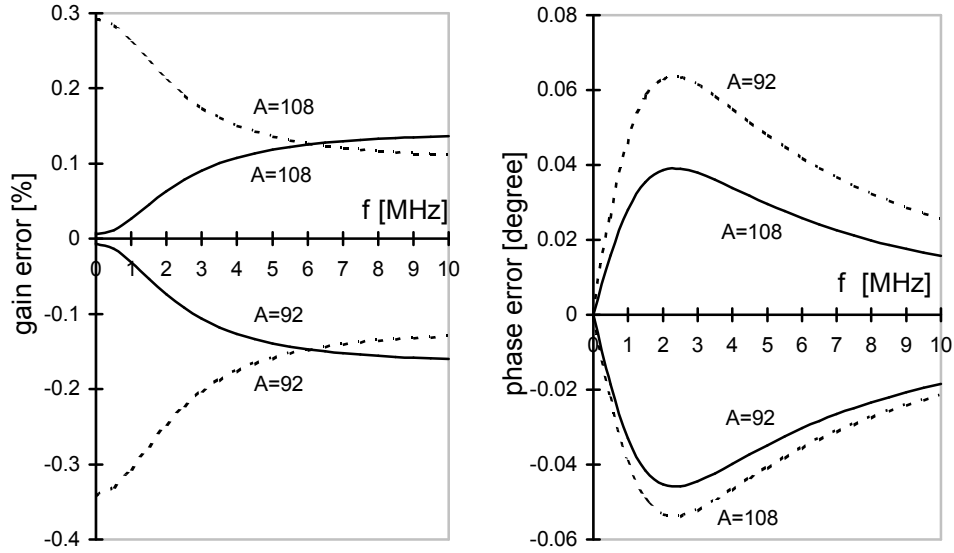 0.3
0.2
0.1
0
-0.1
-0.2
-0.3
-0.4
gain error [%]
A=108
A=108
f [MHz]
0 1 2 3 4 5 6 7 8 9 10
A=92
A=92
0.08
0.06
0.04
0.02
0
-0.02
-0.04
-0.06
phase error [degree]
A=92
A=108
f [MHz]
0 1 2 3 4 5 6 7 8 9 10
A=92
A=108